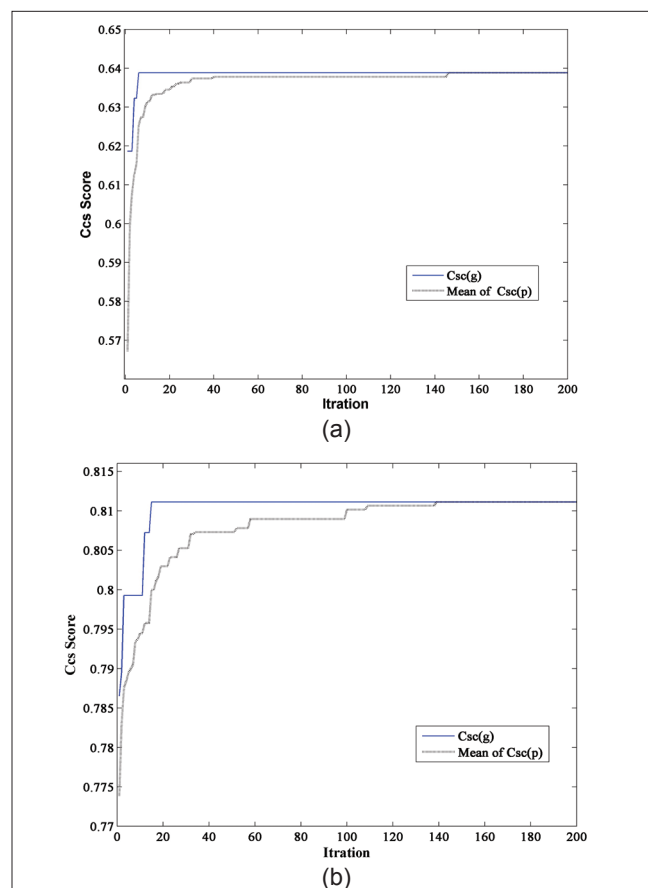 0.65
0.64
0.63
0.62
0.61
0.6
0.59
0.58
0.57
Ccs Score
Csc(g)
Mean of Csc(p)
0 20 40 60 80 100 120 140 160 180 200
Itration
(a)
0.815
0.81
0.805
0.8
0.795
0.79
0.785
0.78
0.775
0.77
Ccs Score
Csc(g)
Mean of Csc(p)
0 20 40 60 80 100 120 140 160 180 200
Itration
(b)